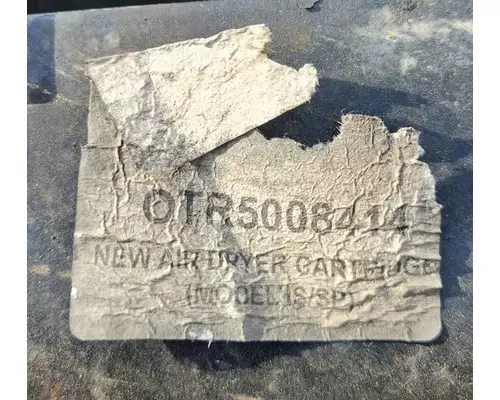 OTR5008414
NEW AIR DRYER CARTRIDGE
(MODEL IS/SP)